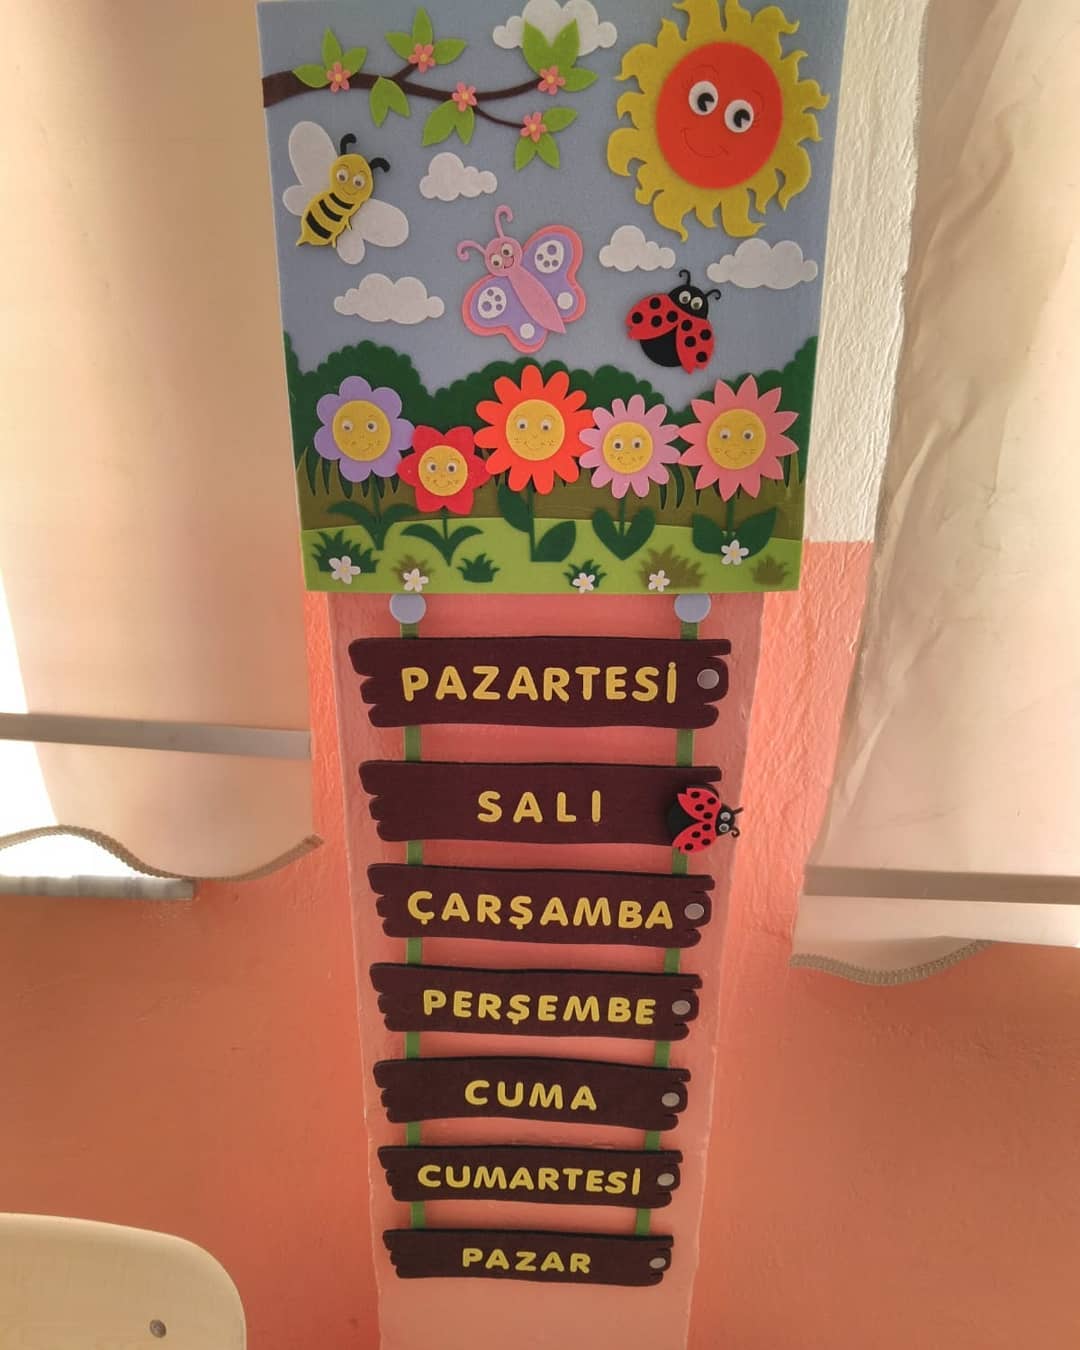 PAZARTESİ
SALI
ÇARŞAMBA
PERŞEMBE
CUMA
CUMARTESİ
PAZAR